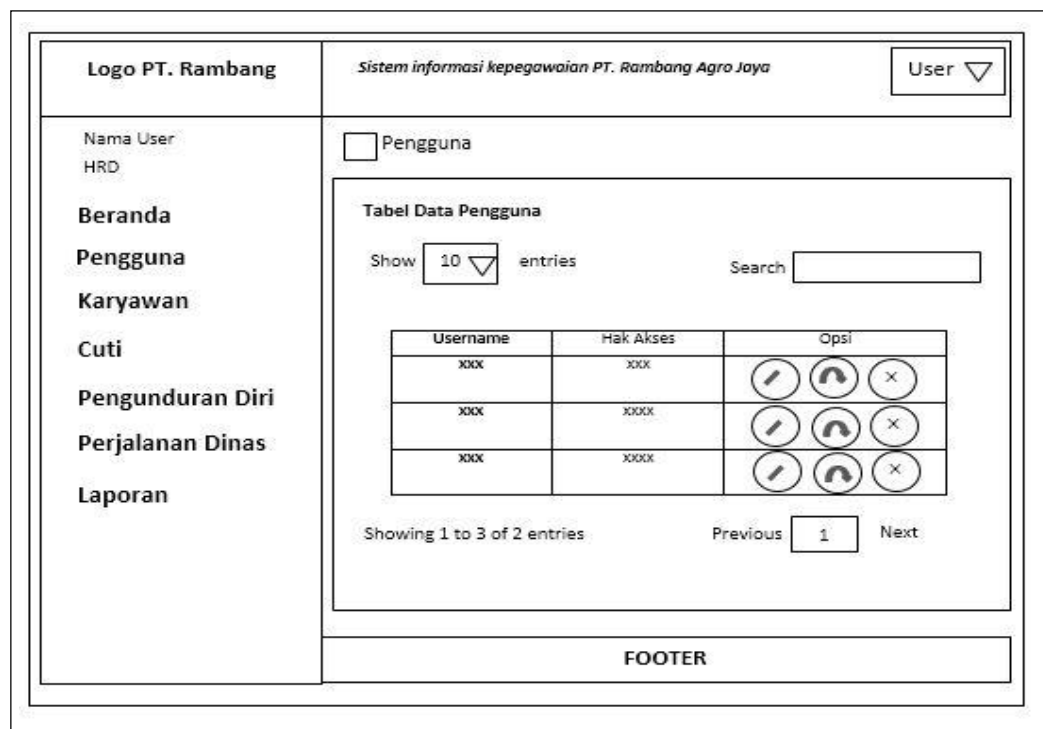 Logo PT. Rambang
Sistem informasi kepegawaian PT. Rambang Agro Jaya
User
Nama User
HRD
Beranda
Pengguna
Karyawan
Cuti
Pengunduran Diri
Perjalanan Dinas
Laporan
Pengguna
Tabel Data Pengguna
Show 10 entries
Search
Username Hak Akses Opsi
xxx xxx ×
xxx xxxx ×
xxx xxxx ×
Showing 1 to 3 of 2 entries
Previous 1 Next
FOOTER